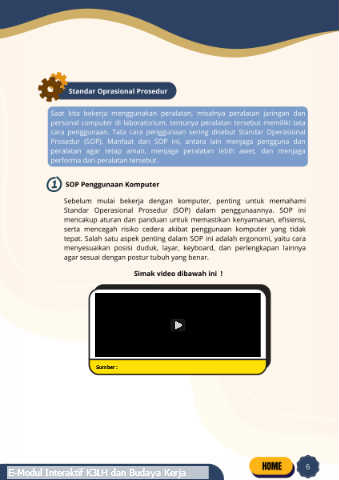 Standar Oprasional Prosedur
Saat kita bekerja menggunakan peralatan, misalnya peralatan jaringan dan
personal computer di laboratorium, tentunya peralatan tersebut memiliki tata
cara penggunaan. Tata cara penggunaan sering disebut Standar Operasional
Prosedur (SOP). Manfaat dari SOP ini, antara lain menjaga pengguna dan
peralatan agar tetap aman, menjaga peralatan lebih awet, dan menjaga
performa dari peralatan tersebut.
1 SOP Penggunaan Komputer
Sebelum mulai bekerja dengan komputer, penting untuk memahami
Standar Operasional Prosedur (SOP) dalam penggunaannya. SOP ini
mencakup aturan dan panduan untuk memastikan kenyamanan, efisiensi,
serta mencegah risiko cedera akibat penggunaan komputer yang tidak
tepat. Salah satu aspek penting dalam SOP ini adalah ergonomi, yaitu cara
menyesuaikan posisi duduk, layar, keyboard, dan perlengkapan lainnya
agar sesuai dengan postur tubuh yang benar.
Simak video dibawah ini !
Sumber :
E-Modul Interaktif K3LH dan Budaya Kerja
HOME
6